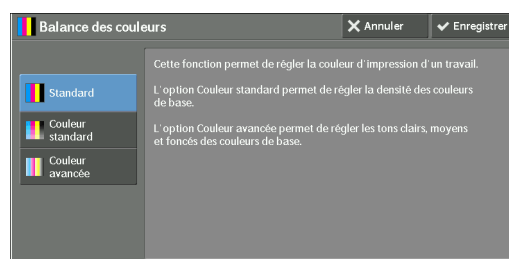 Balance des couleurs
Annuler
Enregistrer
Standard
Couleur
standard
Couleur
avancée
Cette fonction permet de régler la couleur d'impression d'un travail.
L'option Couleur standard permet de régler la densité des couleurs
de base.
L'option Couleur avancée permet de régler les tons clairs, moyens
et foncés des couleurs de base.